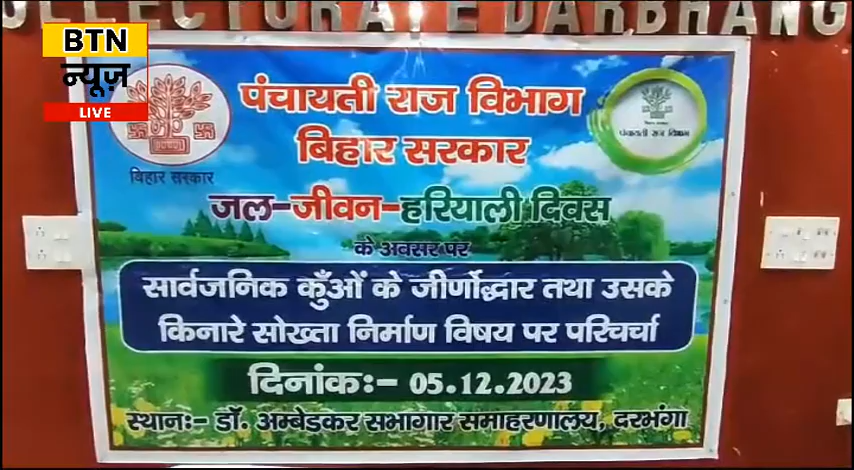 COLLECTORATE DARBHANG
BTN
न्यूज़
LIVE
पंचायती राज विभाग
बिहार सरकार
बिहार सरकार
पंचायती राज विभाग
जल-जीवन-हरियाली दिवस
के अवसर पर
सार्वजनिक कुँओं के जीर्णोद्धार तथा उसके
किनारे सोख्ता निर्माण विषय पर परिचर्चा
दिनांकः- 05.12.2023
स्थानः- डॉ. अम्बेडकर सभागार समाहरणालय, दरभंगा